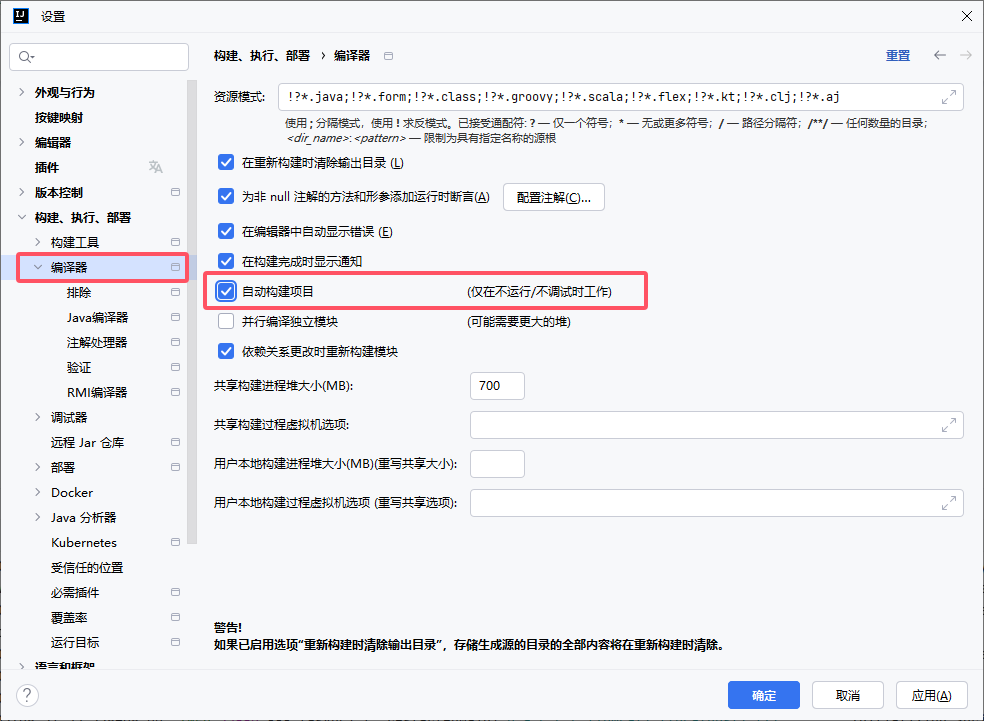 设置
构建、执行、部署 › 编译器
重置
外观与行为
按键映射
编辑器
插件
版本控制
构建、执行、部署
构建工具
编译器
排除
Java编译器
注解处理器
验证
RMI编译器
调试器
远程 Jar 仓库
部署
Docker
Java 分析器
Kubernetes
受信任的位置
必需插件
覆盖率
运行目标
语言和框架
资源模式: !?*.java;!?*.form;!?*.class;!?*.groovy;!?*.scala;!?*.flex;!?*.kt;!?*.clj;!?*.aj
使用 ; 分隔模式，使用 ! 求反模式。已接受通配符: ? — 仅一个符号；* — 无或更多符号；/ — 路径分隔符；/**/ — 任何数量的目录；
<dir_name>:<pattern> — 限制为具有指定名称的源根
在重新构建时清除输出目录 (L)
为非 null 注解的方法和形参添加运行时断言(A) 配置注解(C)...
在编辑器中自动显示错误 (E)
在构建完成时显示通知
自动构建项目 (仅在不运行/不调试时工作)
并行编译独立模块 (可能需要更大的堆)
依赖关系更改时重新构建模块
共享构建进程堆大小(MB): 700
共享构建过程虚拟机选项:
用户本地构建进程堆大小(MB)(重写共享大小):
用户本地构建过程虚拟机选项 (重写共享选项):
警告!
如果已启用选项“重新构建时清除输出目录”，存储生成源的目录的全部内容将在重新构建时清除。
? 确定 取消 应用(A)